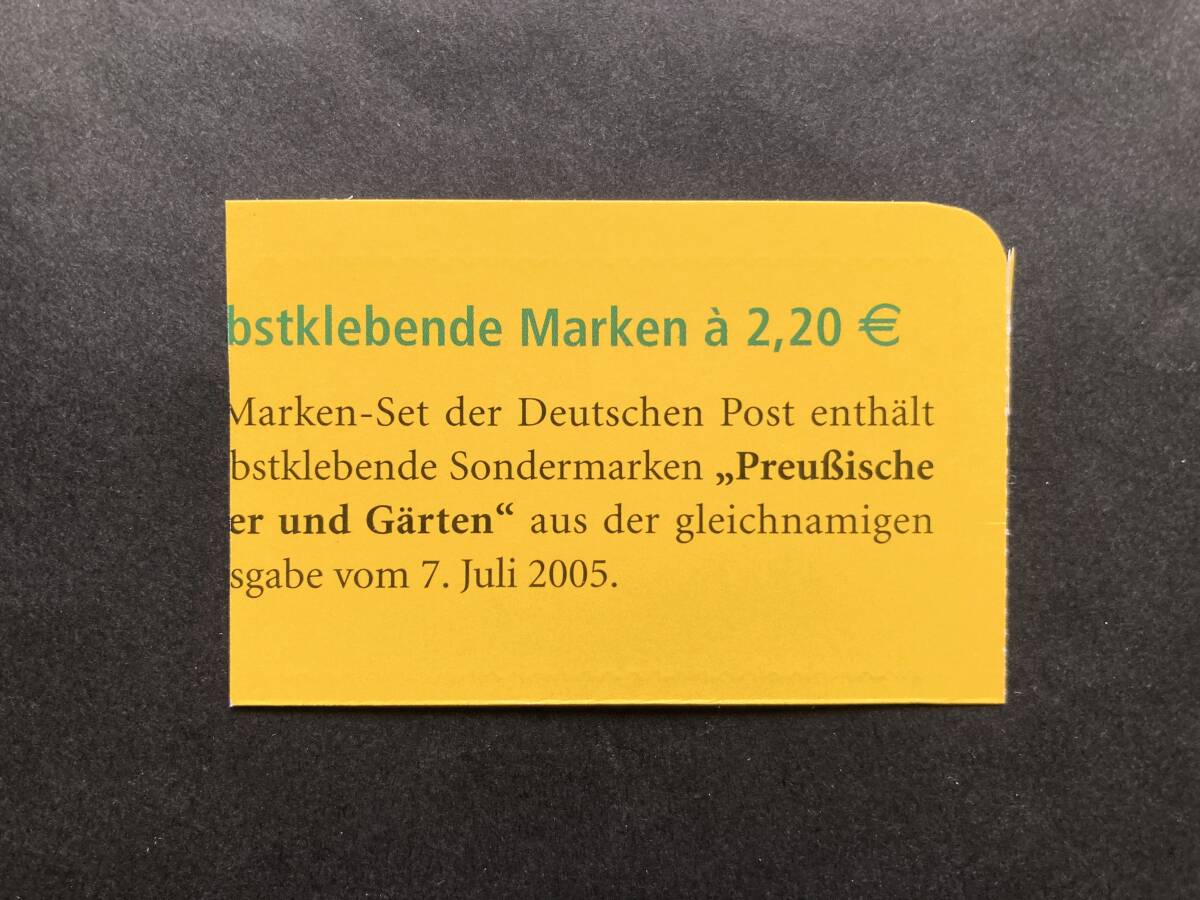 bstklebende Marken à 2,20 €
Marken-Set der Deutschen Post enthält
bstklebende Sondermarken „Preußische
er und Gärten“ aus der gleichnamigen
sgabe vom 7. Juli 2005.